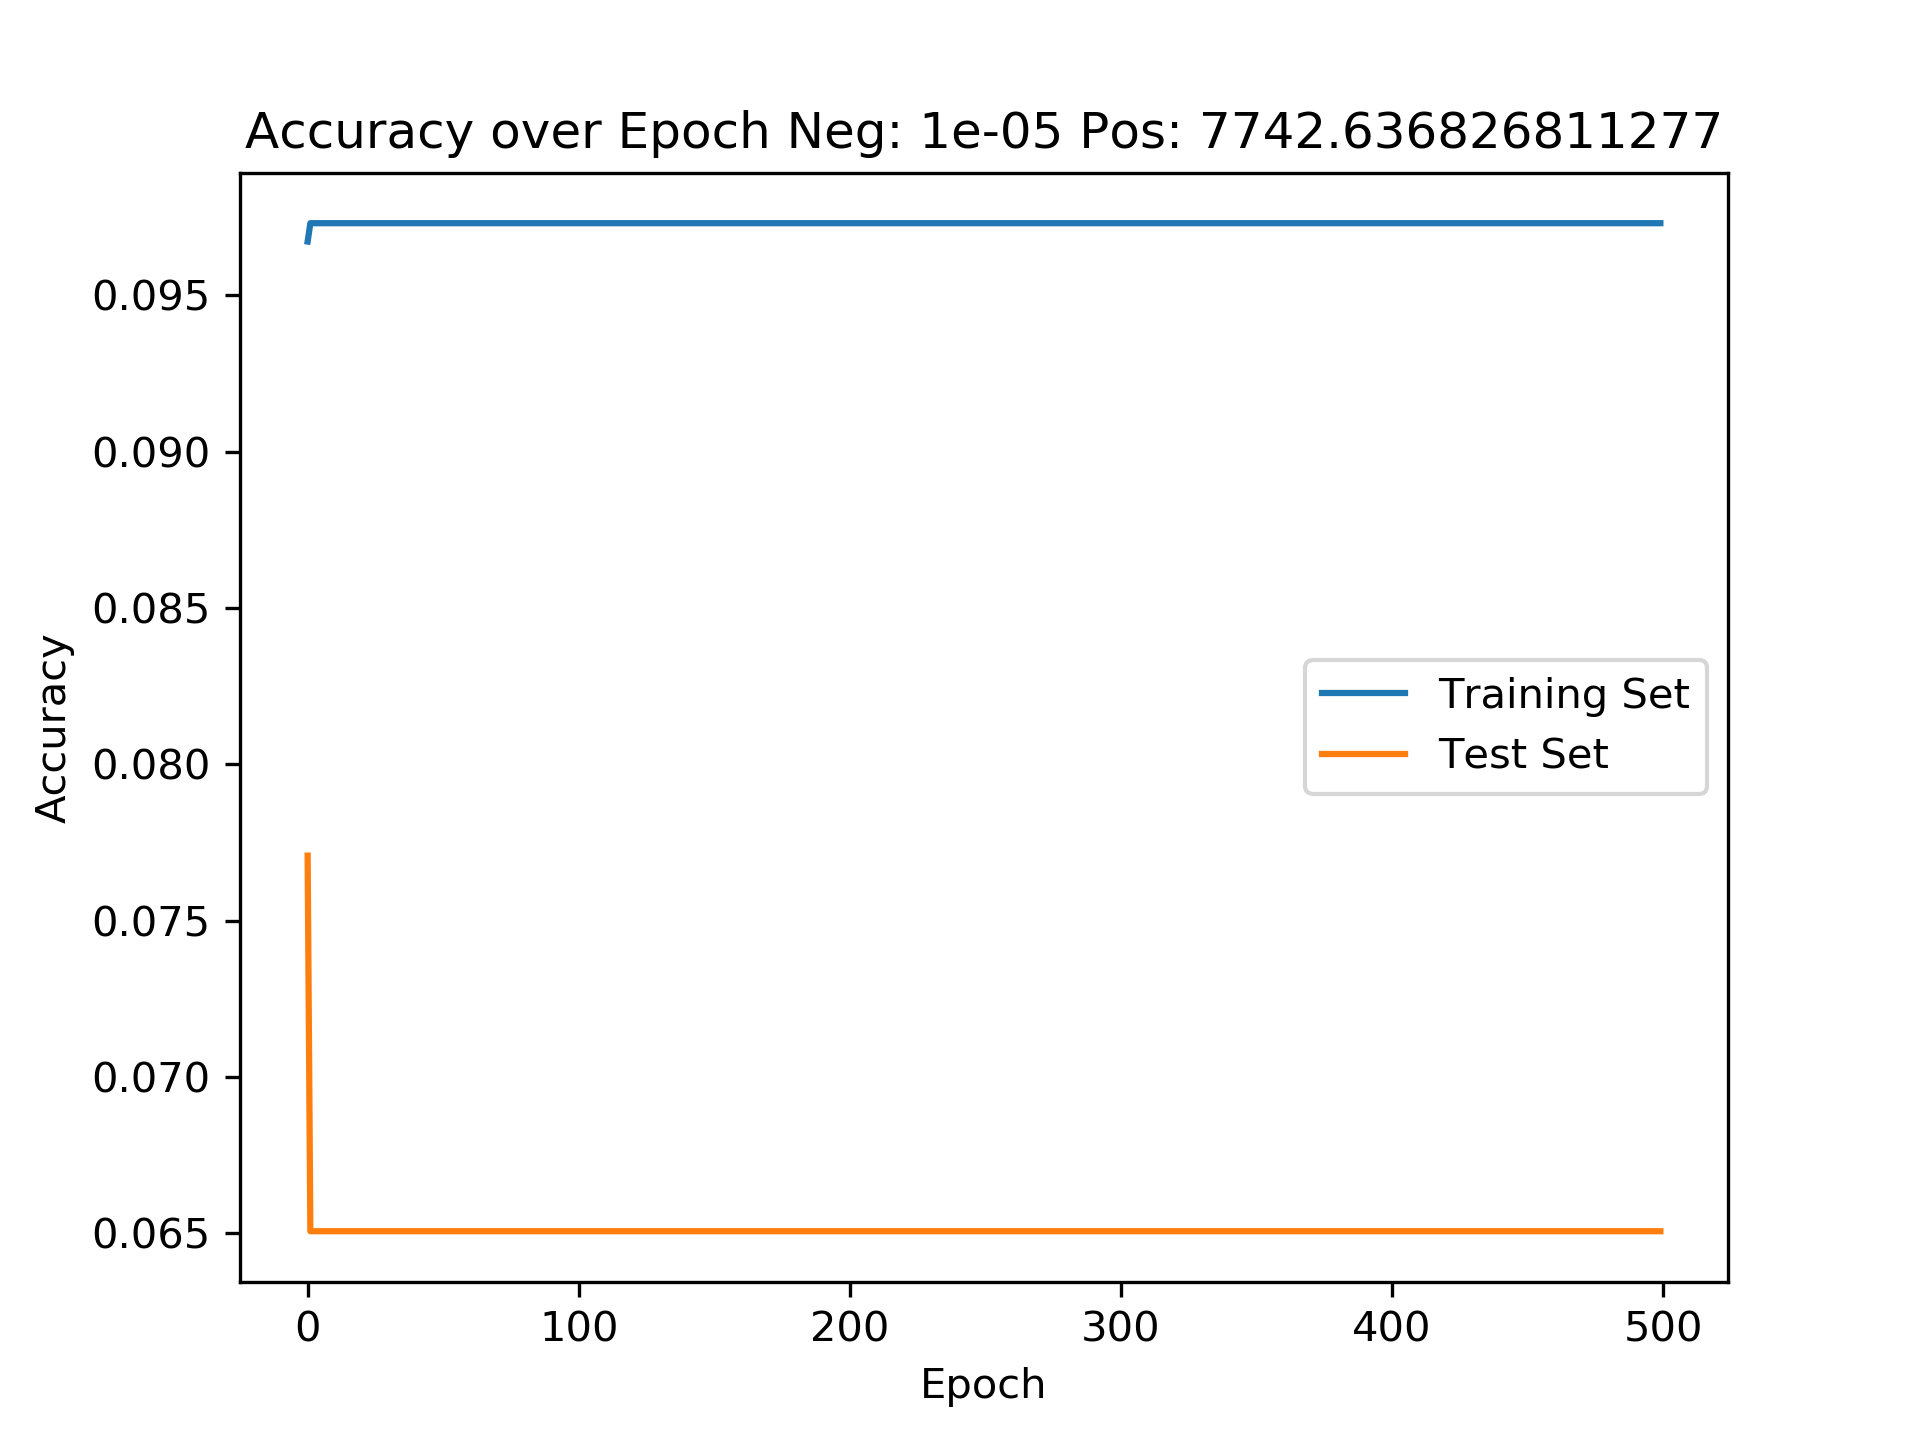 Accuracy over Epoch Neg: 1e-05 Pos: 7742.636826811277
0.095
0.090
0.085
0.080
0.075
0.070
0.065
Accuracy
Training Set
Test Set
0 100 200 300 400 500
Epoch